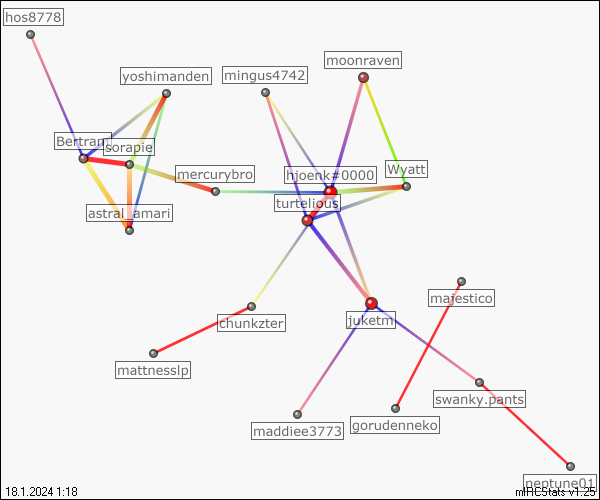 hos8778
moonraven
yoshimanden
mingus4742
Bertram
sorapie
mercurybro
hjoenk#0000
Wyatt
turtelious
astral_amari
majestico
chunkzter
juketm
mattnesslp
swanky.pants
maddiee3773
gorudenneko
neptune01
18.1.2024 1:18
mIRCStats v1.25